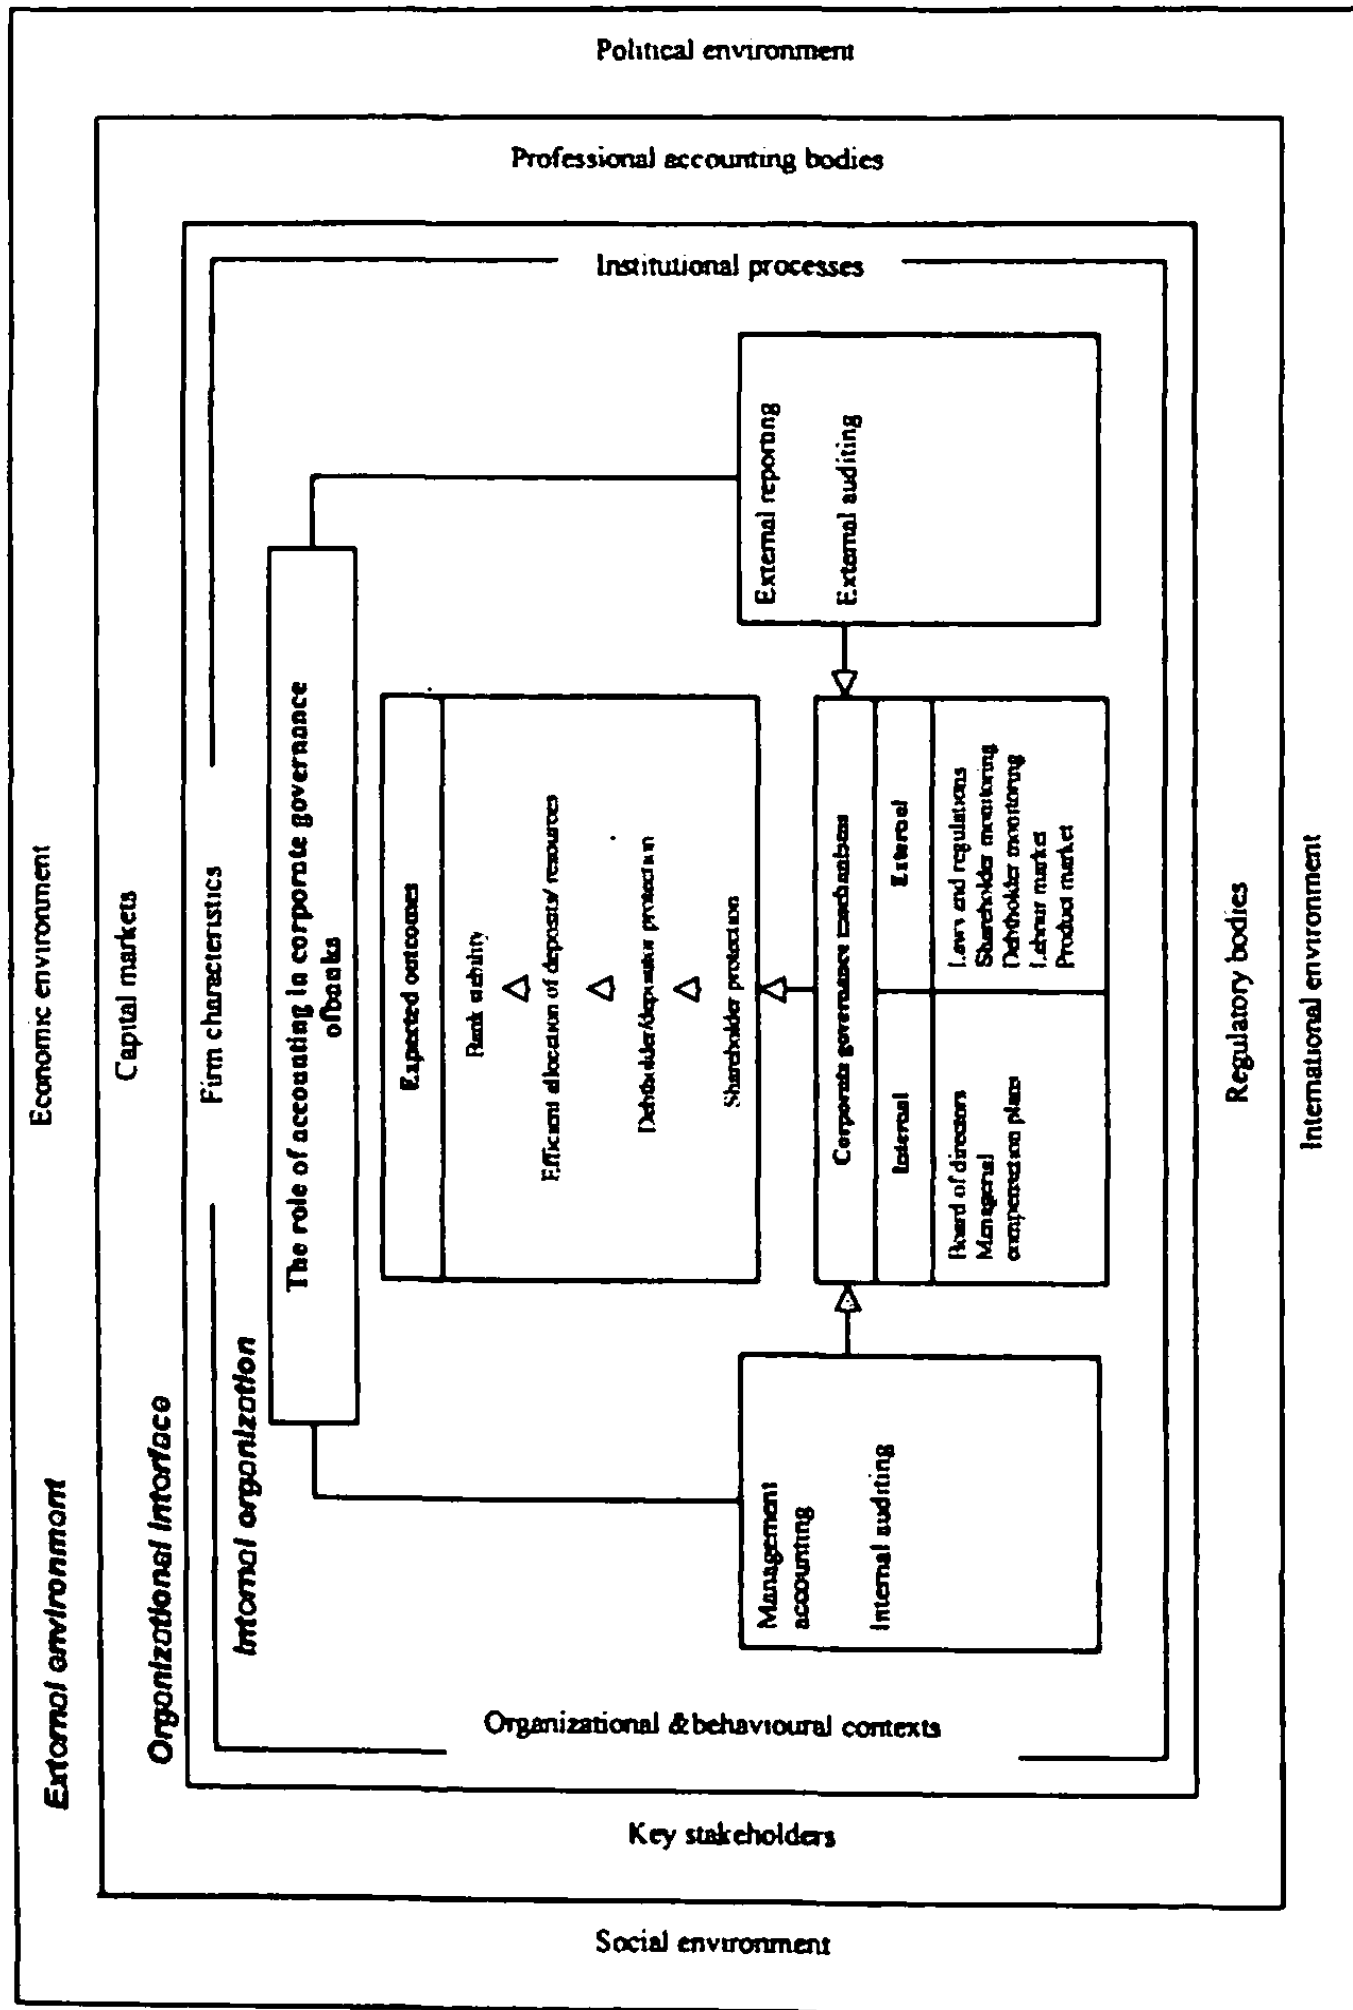 External environment
Economic environment
Political environment
Social environment
International environment
Organizational interface
Capital markets
Professional accounting bodies
Key stakeholders
Regulatory bodies
Internal organization
Firm characteristics
Institutional processes
Organizational & behavioural contexts
The role of accounting in corporate governance
of banks
Expected outcomes
Bank stability
Efficient allocation of deposits/ resources
Debtholder/depositor protection
Shareholder protection
Management
accounting
Internal auditing
Corporate governance mechanisms
Internal
External
Board of directors
Managerial
compensation plans
Laws and regulations
Shareholder monitoring
Debtholder monitoring
Labour market
Product market
External reporting
External auditing